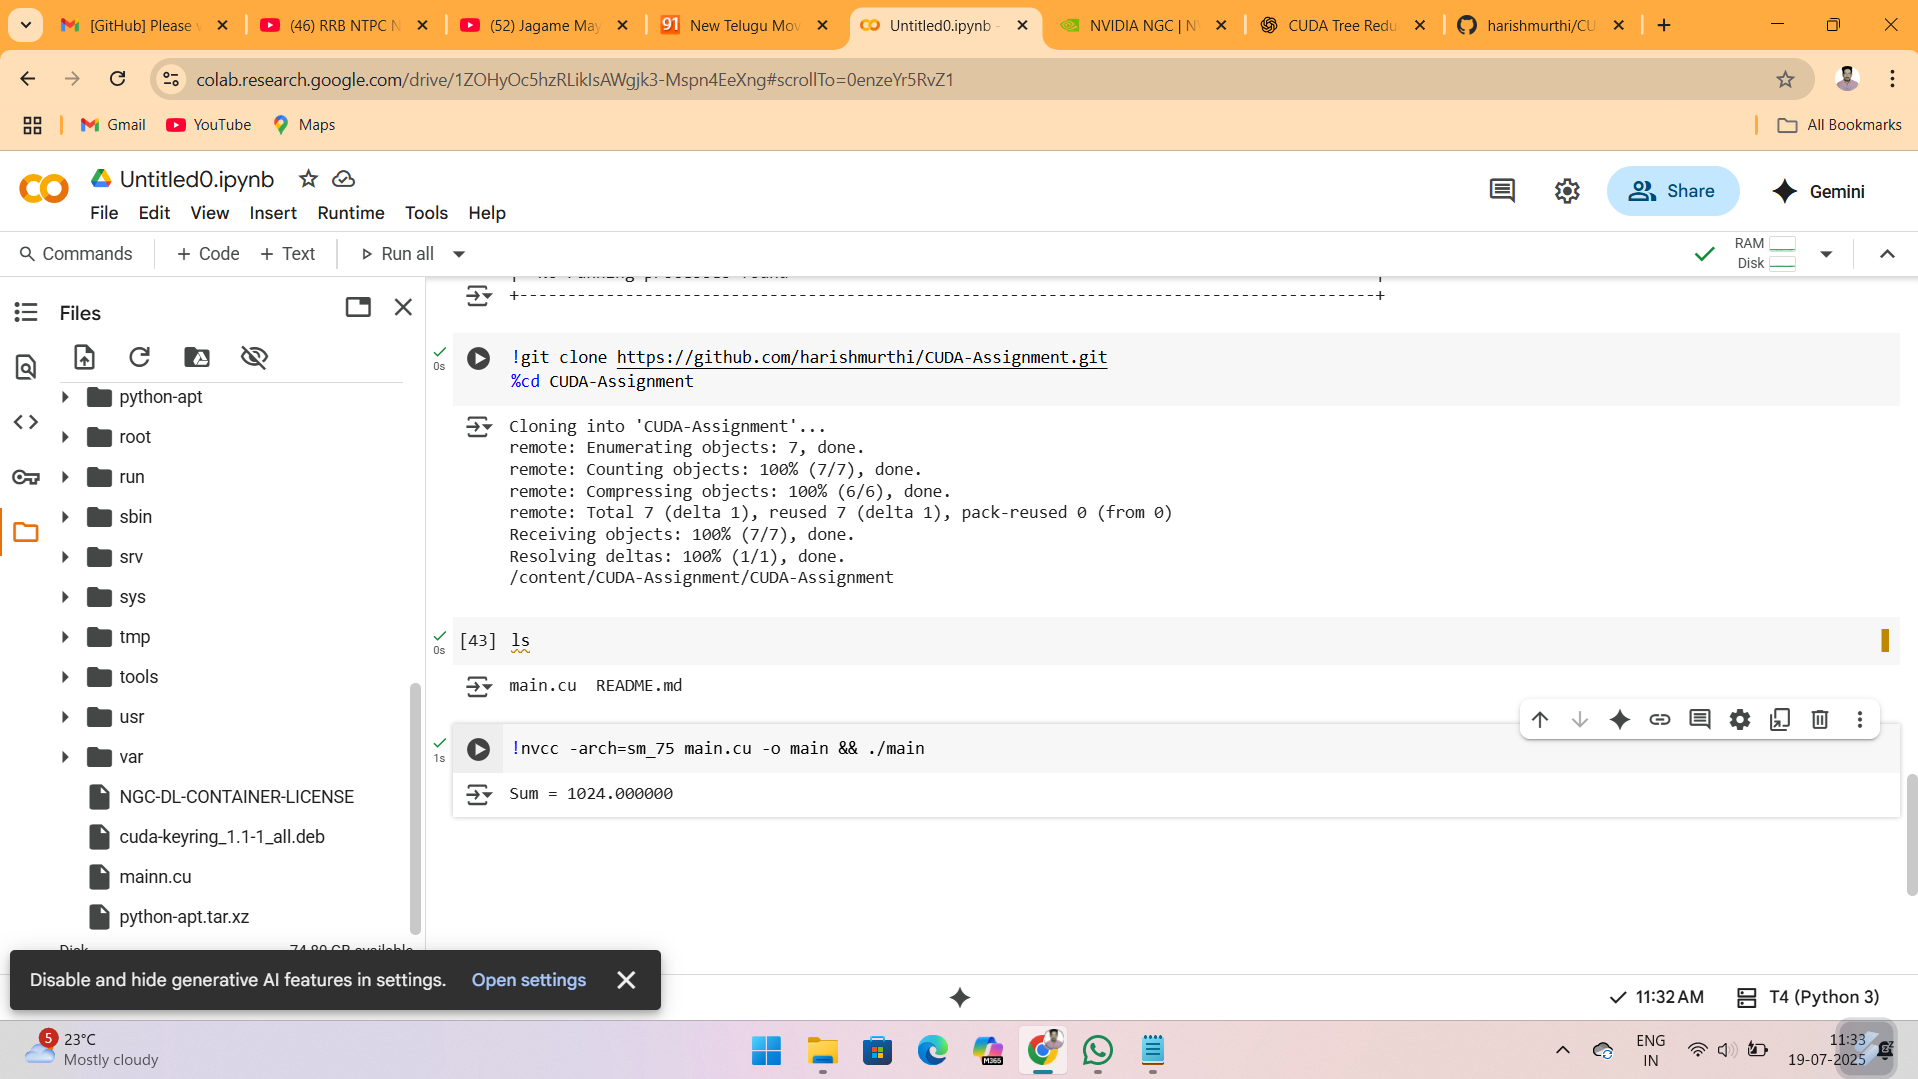 [GitHub] Please v
(46) RRB NTPC N
(52) Jagame May
91 New Telugu Mov
Untitled0.ipynb -
NVIDIA NGC | N
CUDA Tree Redu
harishmurthi/CU
colab.research.google.com/drive/1ZOHyOc5hzRLikIsAWgjk3-Mspn4EeXng#scrollTo=0enzeYr5RvZ1
Gmail
YouTube
Maps
All Bookmarks
Untitled0.ipynb
Share
Gemini
File Edit View Insert Runtime Tools Help
Commands
+ Code + Text
Run all
RAM
Disk
Files
python-apt
root
run
sbin
srv
sys
tmp
tools
usr
var
NGC-DL-CONTAINER-LICENSE
cuda-keyring_1.1-1_all.deb
mainn.cu
python-apt.tar.xz
+-----------------------------------------------------------------------------------------+
0s
!git clone https://github.com/harishmurthi/CUDA-Assignment.git
%cd CUDA-Assignment
Cloning into 'CUDA-Assignment'...
remote: Enumerating objects: 7, done.
remote: Counting objects: 100% (7/7), done.
remote: Compressing objects: 100% (6/6), done.
remote: Total 7 (delta 1), reused 7 (delta 1), pack-reused 0 (from 0)
Receiving objects: 100% (7/7), done.
Resolving deltas: 100% (1/1), done.
/content/CUDA-Assignment/CUDA-Assignment
0s
[43] ls
main.cu README.md
1s
!nvcc -arch=sm_75 main.cu -o main && ./main
Sum = 1024.000000
Disable and hide generative AI features in settings. Open settings
11:32 AM
T4 (Python 3)
5
23°C
Mostly cloudy
M365
ENG
IN
11:33
19-07-2025